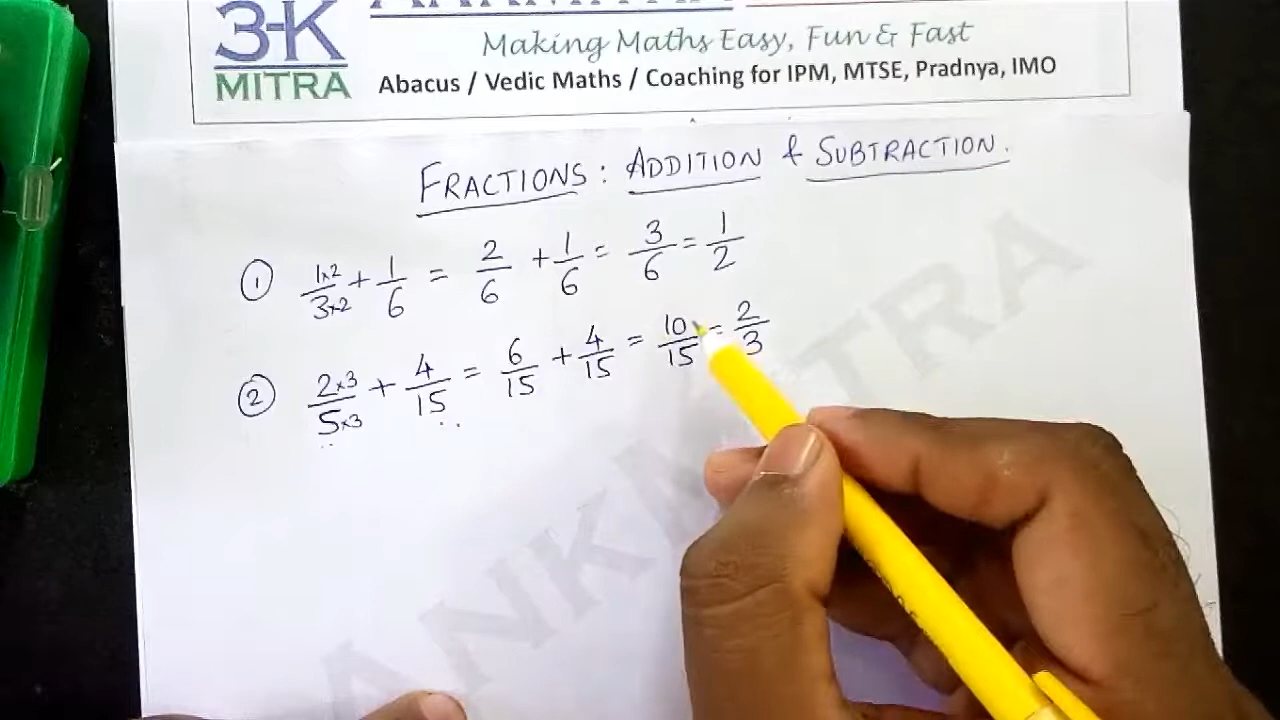 3-K
MITRA
Making Maths Easy, Fun & Fast
Abacus / Vedic Maths / Coaching for IPM, MTSE, Pradnya, IMO
FRACTIONS: ADDITION & SUBTRACTION.
① 1×2/3×2 + 1/6 = 2/6 + 1/6 = 3/6 = 1/2
② 2×3/5×3 + 4/15 = 6/15 + 4/15 = 10/15 = 2/3